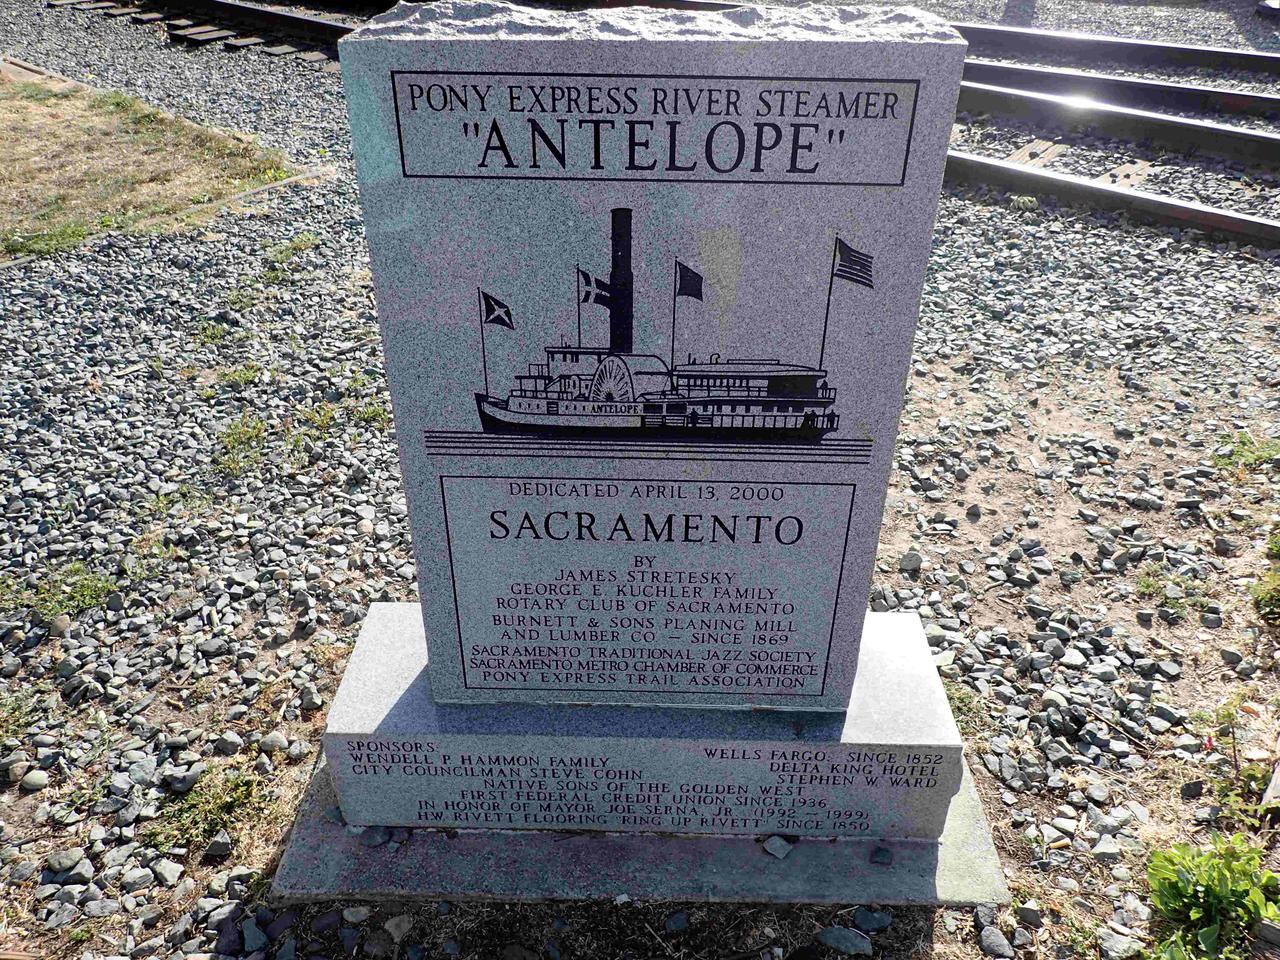 PONY EXPRESS RIVER STEAMER
"ANTELOPE"
ANTELOPE
DEDICATED APRIL 13, 2000
SACRAMENTO
BY
JAMES STRETESKY
GEORGE E. KUCHLER FAMILY
ROTARY CLUB OF SACRAMENTO
BURNETT & SONS PLANING MILL
AND LUMBER CO – SINCE 1869
SACRAMENTO TRADITIONAL JAZZ SOCIETY
SACRAMENTO METRO CHAMBER OF COMMERCE
PONY EXPRESS TRAIL ASSOCIATION
SPONSORS: WELLS FARGO: SINCE 1852
WENDELL P. HAMMON FAMILY DELTA KING HOTEL
CITY COUNCILMAN STEVE COHN STEPHEN W. WARD
NATIVE SONS OF THE GOLDEN WEST
FIRST FEDERAL CREDIT UNION SINCE 1936
IN HONOR OF MAYOR JOE SERNA, JR. (1992 – 1999)
H.W. RIVETT FLOORING "RING UP RIVETT" SINCE 1850